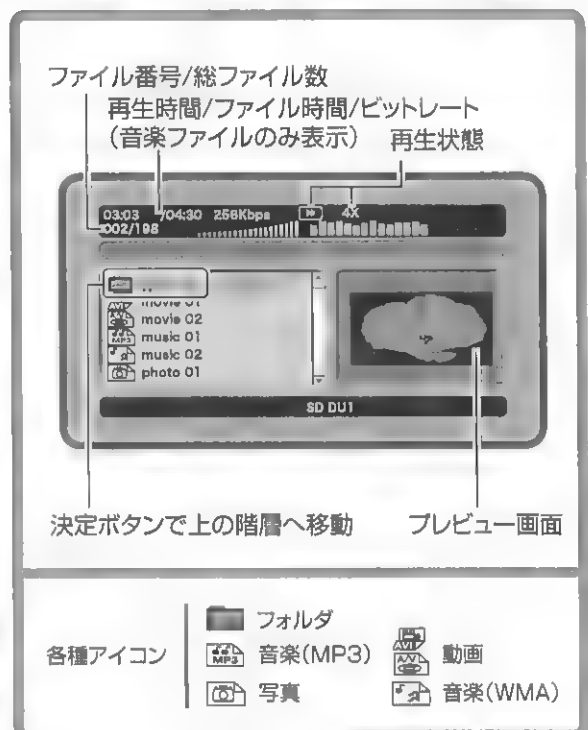 ファイル番号/総ファイル数
再生時間/ファイル時間/ビットレート
(音楽ファイルのみ表示)
再生状態
03:03 /04:30 256Kbps 4X
002/198
..
movie 01
movie 02
music 01
music 02
photo 01
SD DU1
決定ボタンで上の階層へ移動
プレビュー画面
各種アイコン
フォルダ
MP3 音楽(MP3)
写真
AVI
A/V
動画
音楽(WMA)